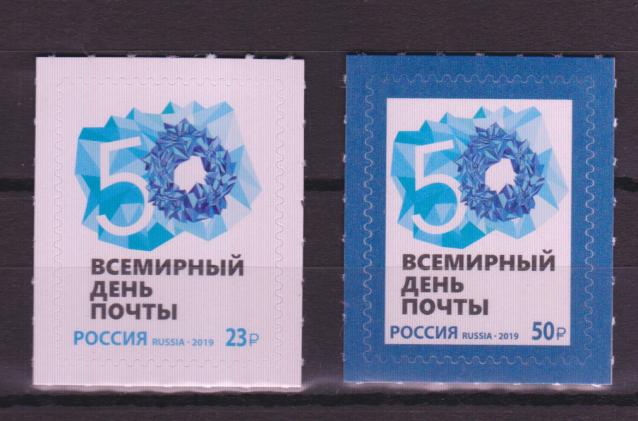 50
ВСЕМИРНЫЙ
ДЕНЬ
ПОЧТЫ
РОССИЯ RUSSIA · 2019 23₽
50
ВСЕМИРНЫЙ
ДЕНЬ
ПОЧТЫ
РОССИЯ RUSSIA · 2019 50₽